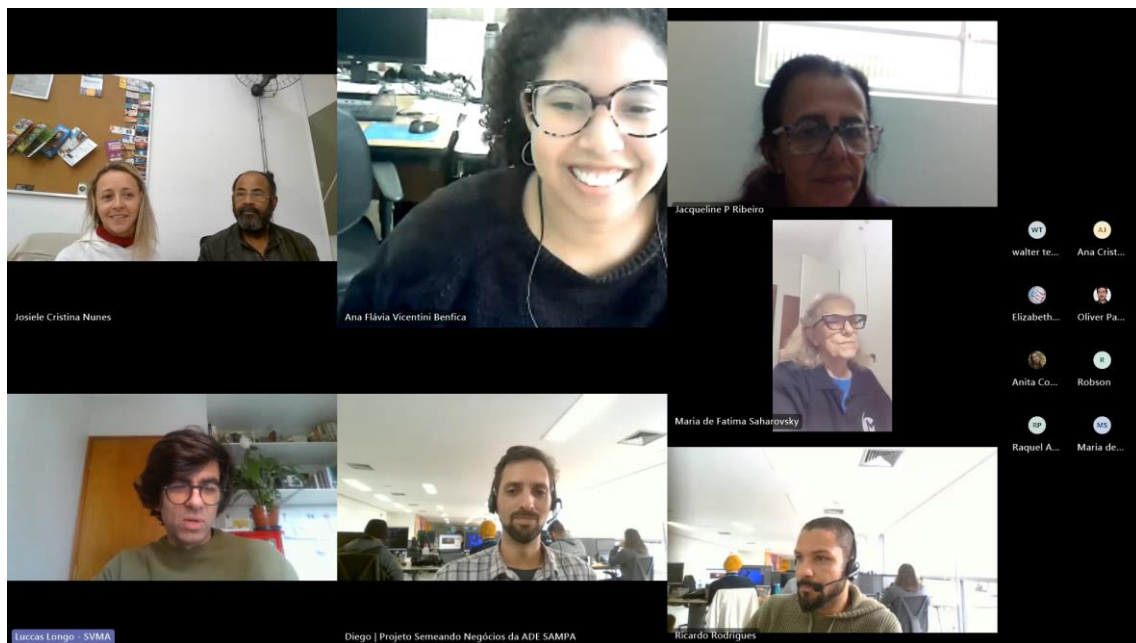 Josiele Cristina Nunes
Ana Flávia Vicentini Benfica
Jacqueline P Ribeiro
Maria de Fatima Saharovsky
WT
AJ
walter te...
Ana Crist...
Elizabeth...
Oliver Pa...
R
Anita Co...
Robson
RP
MS
Raquel A...
Maria de...
Luccas Longo - SVMA
Diego | Projeto Semeando Negócios da ADE SAMPA
Ricardo Rodrigues